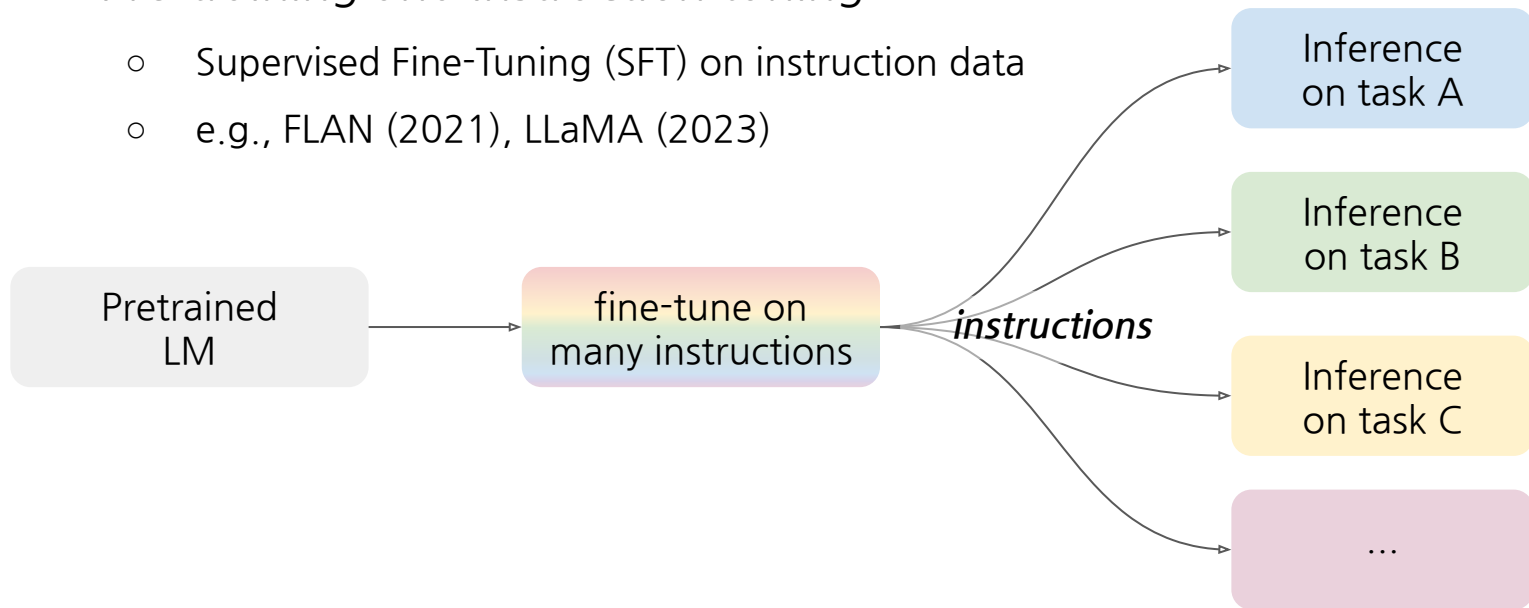 ○ Supervised Fine-Tuning (SFT) on instruction data
○ e.g., FLAN (2021), LLaMA (2023)
Pretrained
LM
fine-tune on
many instructions
instructions
Inference
on task A
Inference
on task B
Inference
on task C
...